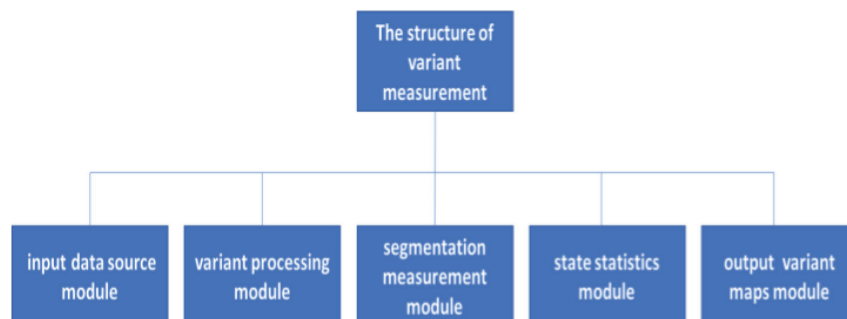 The structure of
variant
measurement
input data source
module
variant processing
module
segmentation
measurement
module
state statistics
module
output variant
maps module